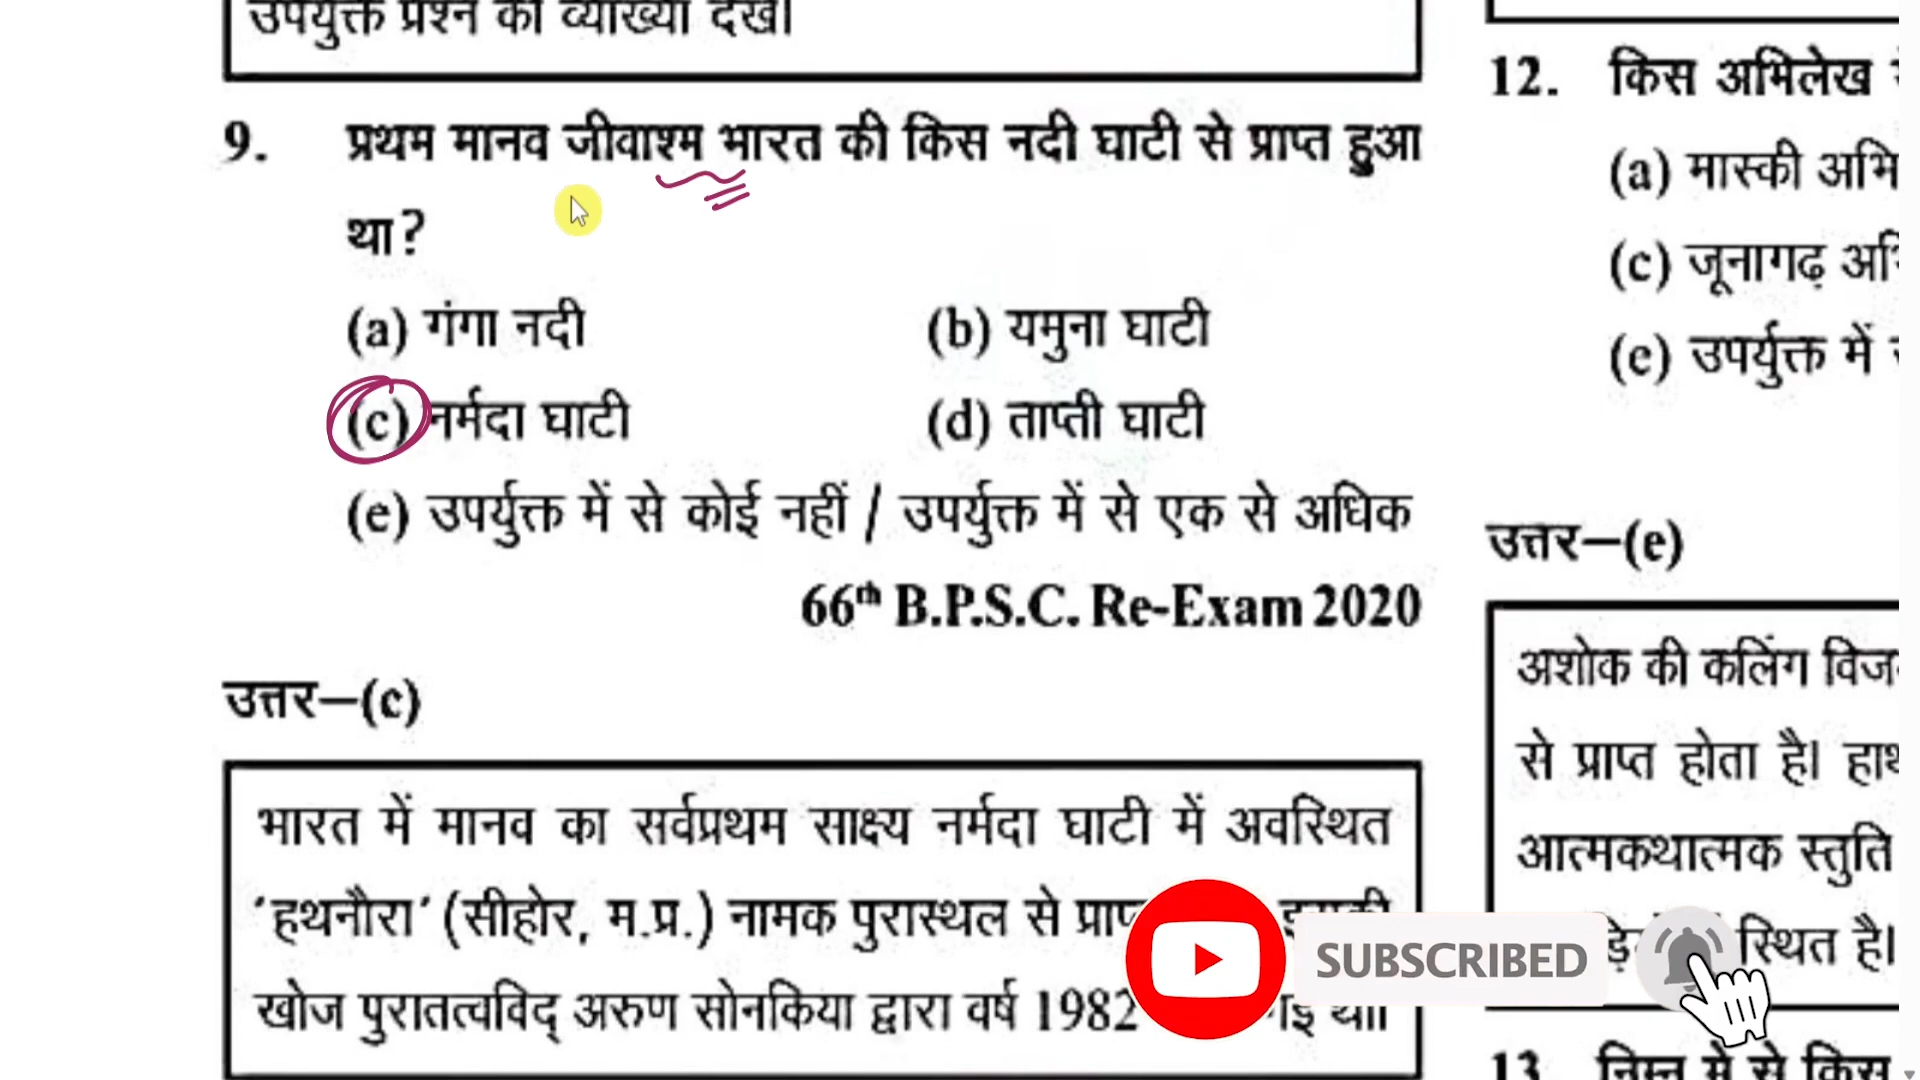 उपर्युक्त प्रश्न की व्याख्या देखें।
9. प्रथम मानव जीवाश्म भारत की किस नदी घाटी से प्राप्त हुआ
था?
(a) गंगा नदी (b) यमुना घाटी
(c) नर्मदा घाटी (d) ताप्ती घाटी
(e) उपर्युक्त में से कोई नहीं / उपर्युक्त में से एक से अधिक
66th B.P.S.C. Re-Exam 2020
उत्तर—(c)
भारत में मानव का सर्वप्रथम साक्ष्य नर्मदा घाटी में अवस्थित
‘हथनौरा’ (सीहोर, म.प्र.) नामक पुरास्थल से
खोज पुरातत्वविद् अरुण सोनकिया द्वारा वर्ष 1982
12. किस अभिलेख
(a) मास्की
(c) जूनागढ़
(e) उपर्युक्त में
उत्तर—(e)
अशोक की कलिंग
से प्राप्त होता है।
आत्मकथात्मक स्तुति
स्थित है।
13. निम्न में से किस
SUBSCRIBED